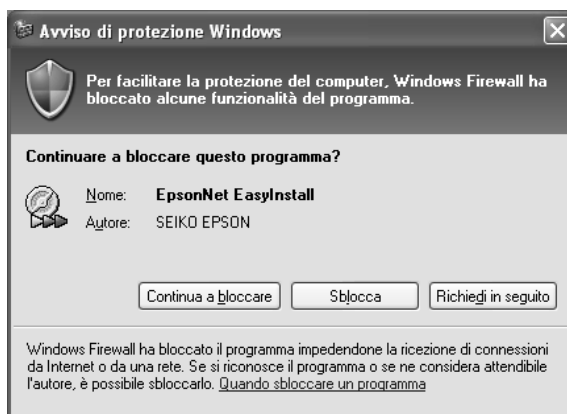 Avviso di protezione Windows
Per facilitare la protezione del computer, Windows Firewall ha
bloccato alcune funzionalità del programma.
Continuare a bloccare questo programma?
Nome: EpsonNet EasyInstall
Autore: SEIKO EPSON
Continua a bloccare Sblocca Richiedi in seguito
Windows Firewall ha bloccato il programma impedendone la ricezione di connessioni
da Internet o da una rete. Se si riconosce il programma o se ne considera attendibile
l'autore, è possibile sbloccarlo. Quando sbloccare un programma